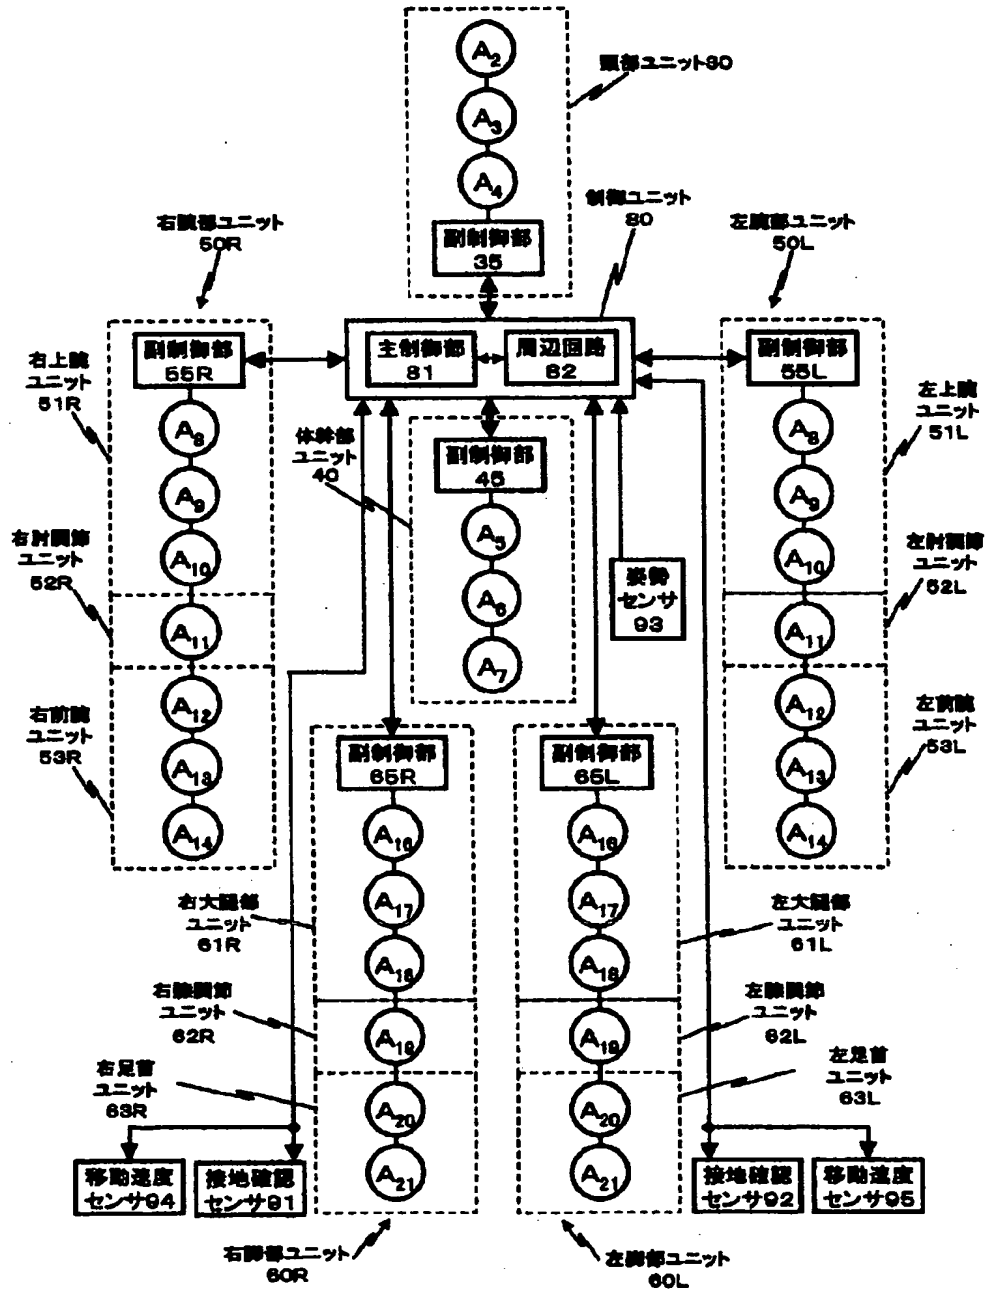 A2
A3
A4
副制御部
35
頭部ユニット30
制御ユニット
80
右腕部ユニット
50R
左腕部ユニット
50L
主制御部
81
周辺回路
82
副制御部
55R
副制御部
55L
右上腕
ユニット
51R
左上腕
ユニット
51L
A8
A9
A10
A11
A12
A13
A14
A8
A9
A10
A11
A12
A13
A14
体幹部
ユニット
40
副制御部
45
A5
A6
A7
姿勢
センサ
93
右肘関節
ユニット
52R
左肘関節
ユニット
52L
右前腕
ユニット
53R
左前腕
ユニット
53L
副制御部
65R
副制御部
65L
A16
A17
A18
A19
A20
A21
A16
A17
A18
A19
A20
A21
右大腿部
ユニット
61R
左大腿部
ユニット
61L
右膝関節
ユニット
62R
左膝関節
ユニット
62L
右足首
ユニット
63R
左足首
ユニット
63L
移動速度
センサ94
接地確認
センサ91
接地確認
センサ92
移動速度
センサ95
右脚部ユニット
60R
左脚部ユニット
60L